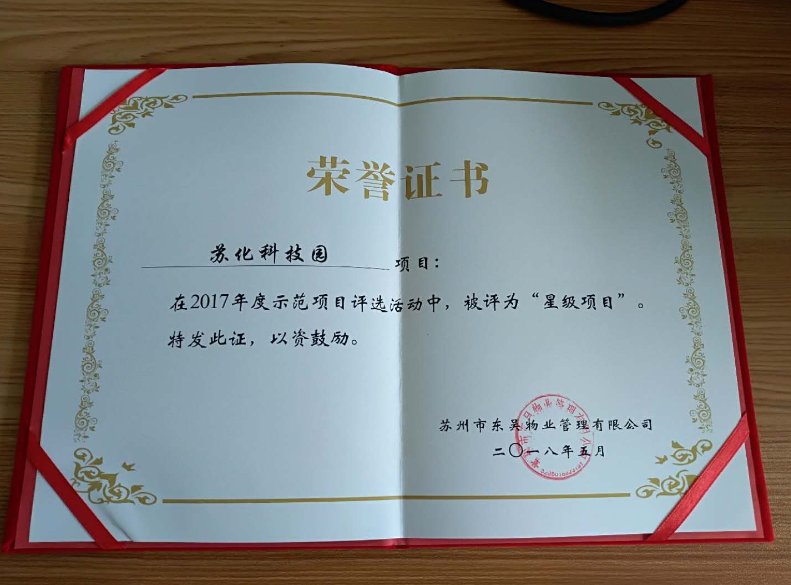 荣誉证书
苏化科技园 项目：
在2017年度示范项目评选活动中，被评为“星级项目”。
特发此证，以资鼓励。
苏州市东吴物业管理有限公司
二〇一八年五月